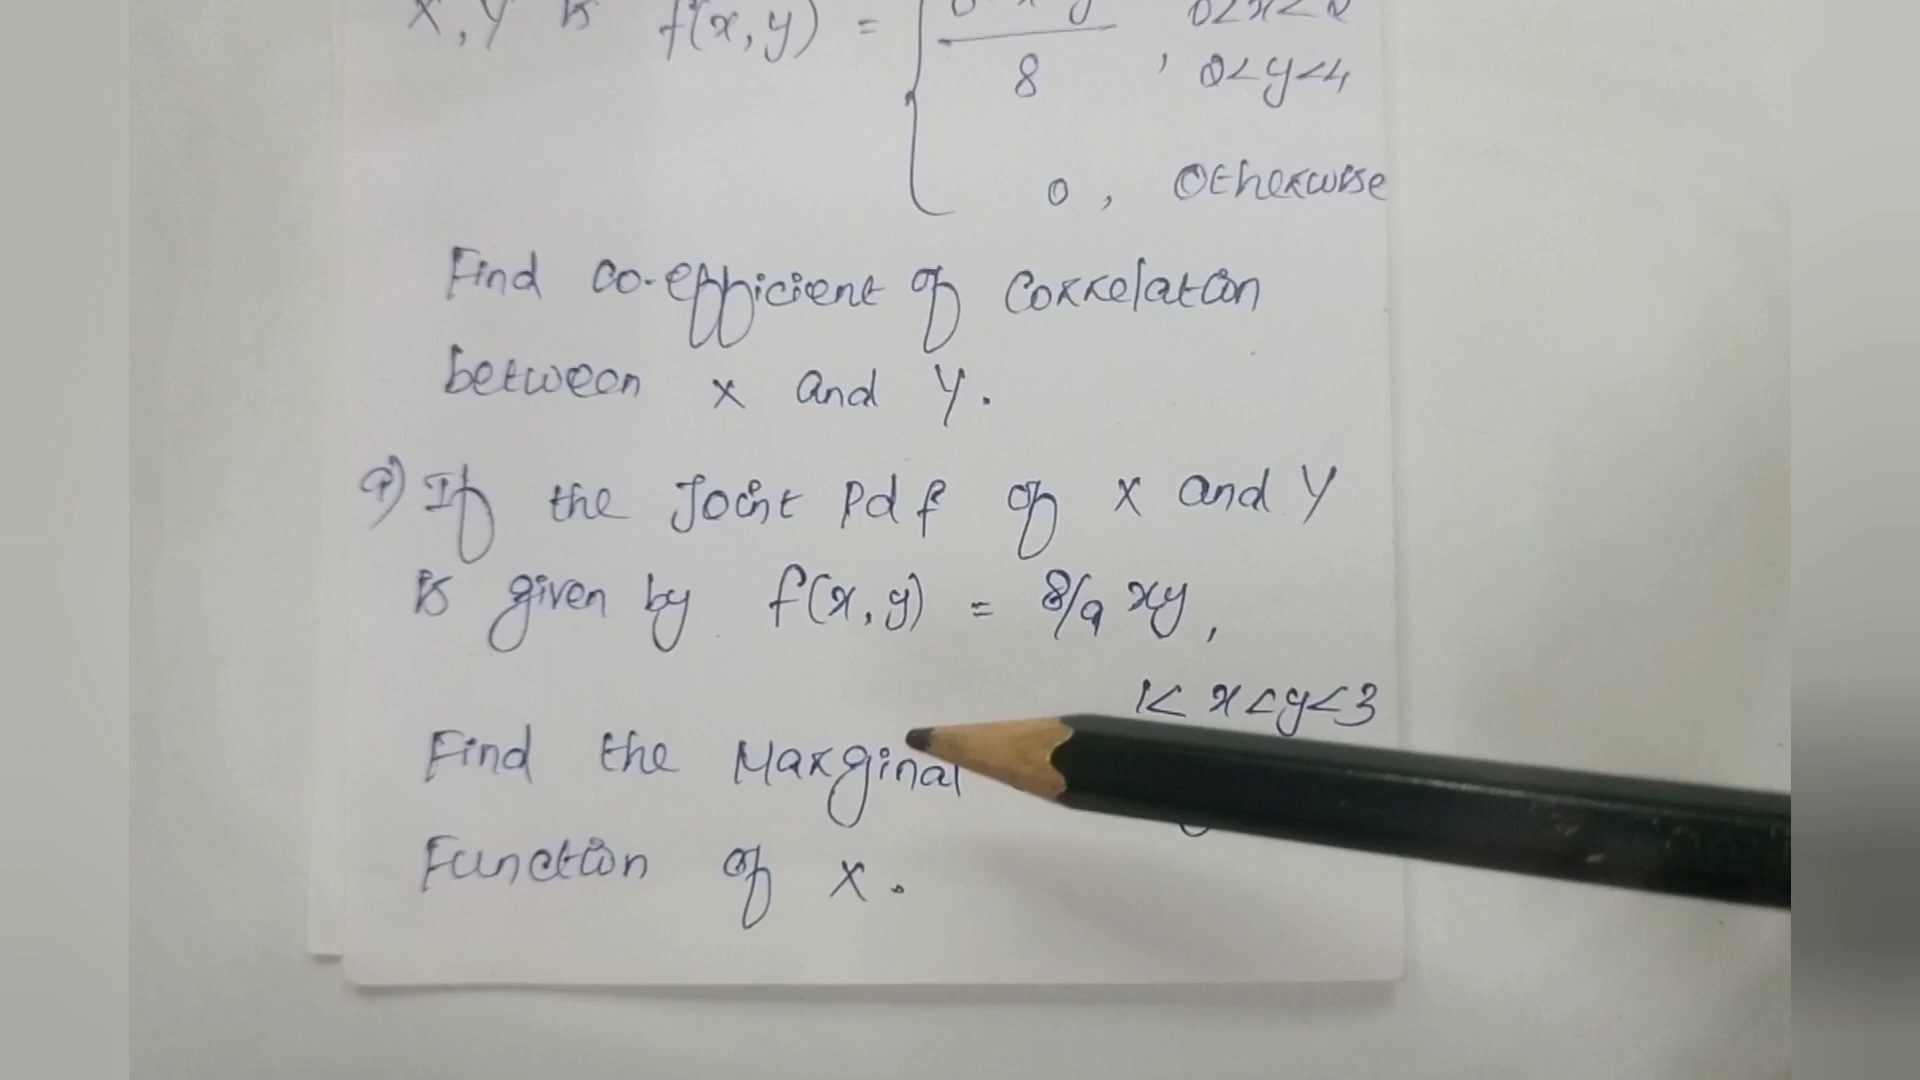 X, Y is f(x, y) =
8 , 0<y<4
0 , Otherwise
Find co-efficient of Correlation
between X and Y.
9) If the Joint Pdf of X and Y
is given by f(x, y) = 8/9 xy,
1< x<y<3
Find the Marginal
Function of X.